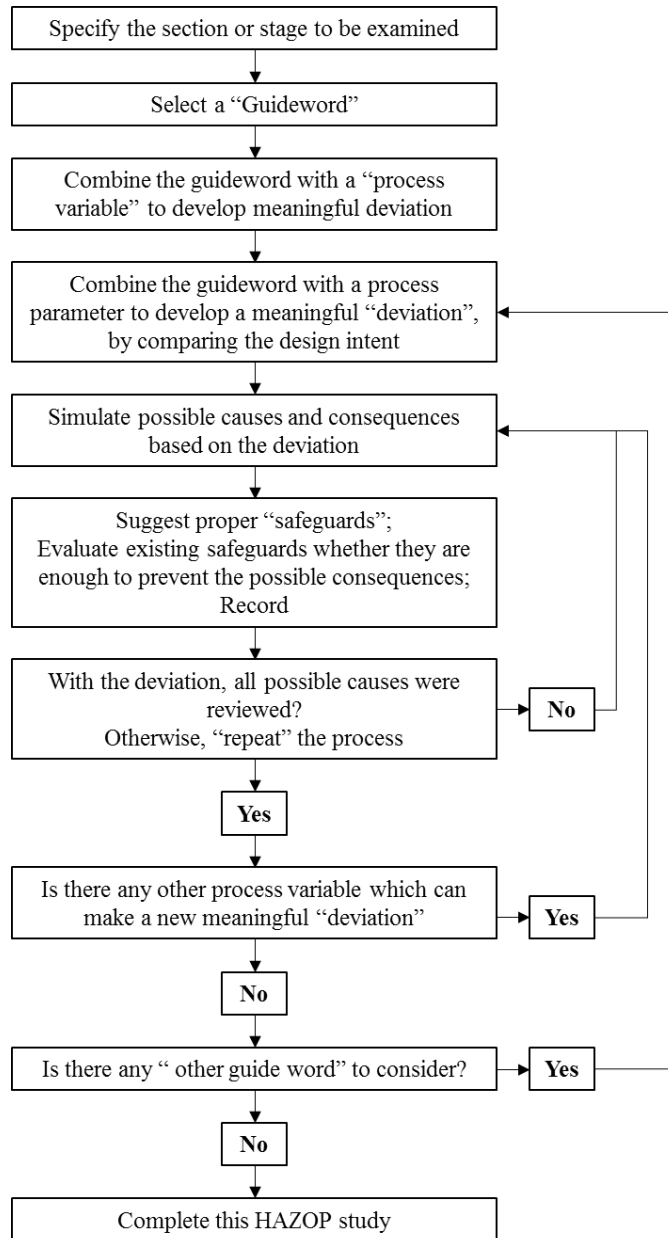 Specify the section or stage to be examined
Select a “Guideword”
Combine the guideword with a “process
variable” to develop meaningful deviation
Combine the guideword with a process
parameter to develop a meaningful “deviation”,
by comparing the design intent
Simulate possible causes and consequences
based on the deviation
Suggest proper “safeguards”;
Evaluate existing safeguards whether they are
enough to prevent the possible consequences;
Record
With the deviation, all possible causes were
reviewed?
Otherwise, “repeat” the process
No
Yes
Is there any other process variable which can
make a new meaningful “deviation”
Yes
No
Is there any “ other guide word” to consider?
Yes
No
Complete this HAZOP study